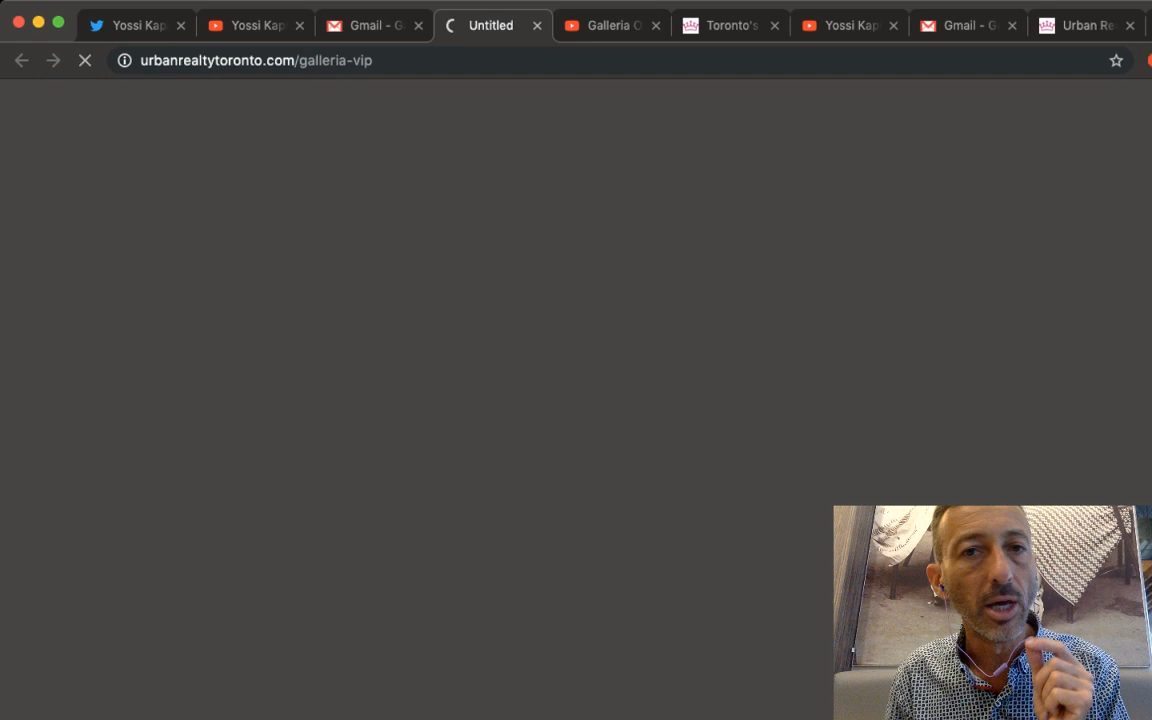 Yossi Kap
Yossi Kap
Gmail - G
Untitled
Galleria O
Toronto's
Yossi Kap
Gmail - G
Urban Re
urbanrealtytoronto.com/galleria-vip